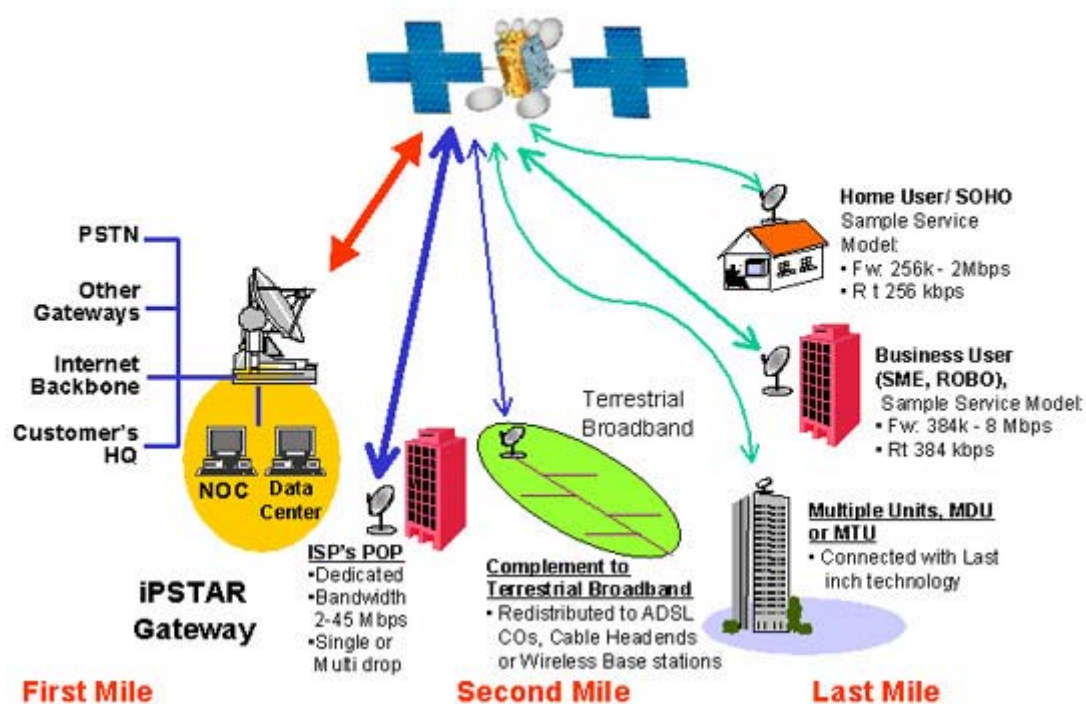 PSTN
Other
Gateways
Internet
Backbone
Customer's
HQ
NOC
Data
Center
iPSTAR
Gateway
ISP's POP
▪Dedicated
▪Bandwidth
2-45 Mbps
▪Single or
Multi drop
Terrestrial
Broadband
Complement to
Terrestrial Broadband
▪ Redistributed to ADSL
COs, Cable Headends
or Wireless Base stations
Home User/ SOHO
Sample Service
Model:
▪ Fw: 256k - 2Mbps
▪ R t 256 kbps
Business User
(SME, ROBO),
Sample Service Model:
▪ Fw: 384k - 8 Mbps
▪ Rt 384 kbps
Multiple Units, MDU
or MTU
▪ Connected with Last
inch technology
First Mile
Second Mile
Last Mile